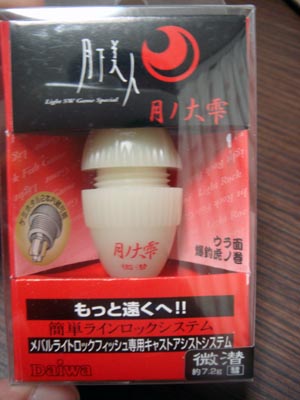 月下美人
Light SW Game Special
月ノ大雫
月ノ大雫
微潜
ウラ面
爆釣虎ノ巻
もっと遠くへ!!
簡単ラインロックシステム
メバルライトロックフィッシュ専用キャストアシストシステム
Daiwa
微潜
約7.2g